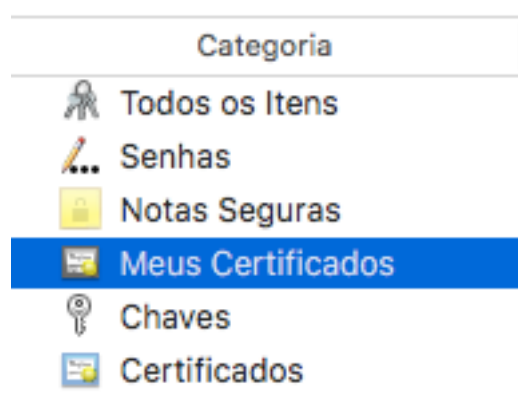 Categoria
Todos os Itens
Senhas
Notas Seguras
Meus Certificados
Chaves
Certificados